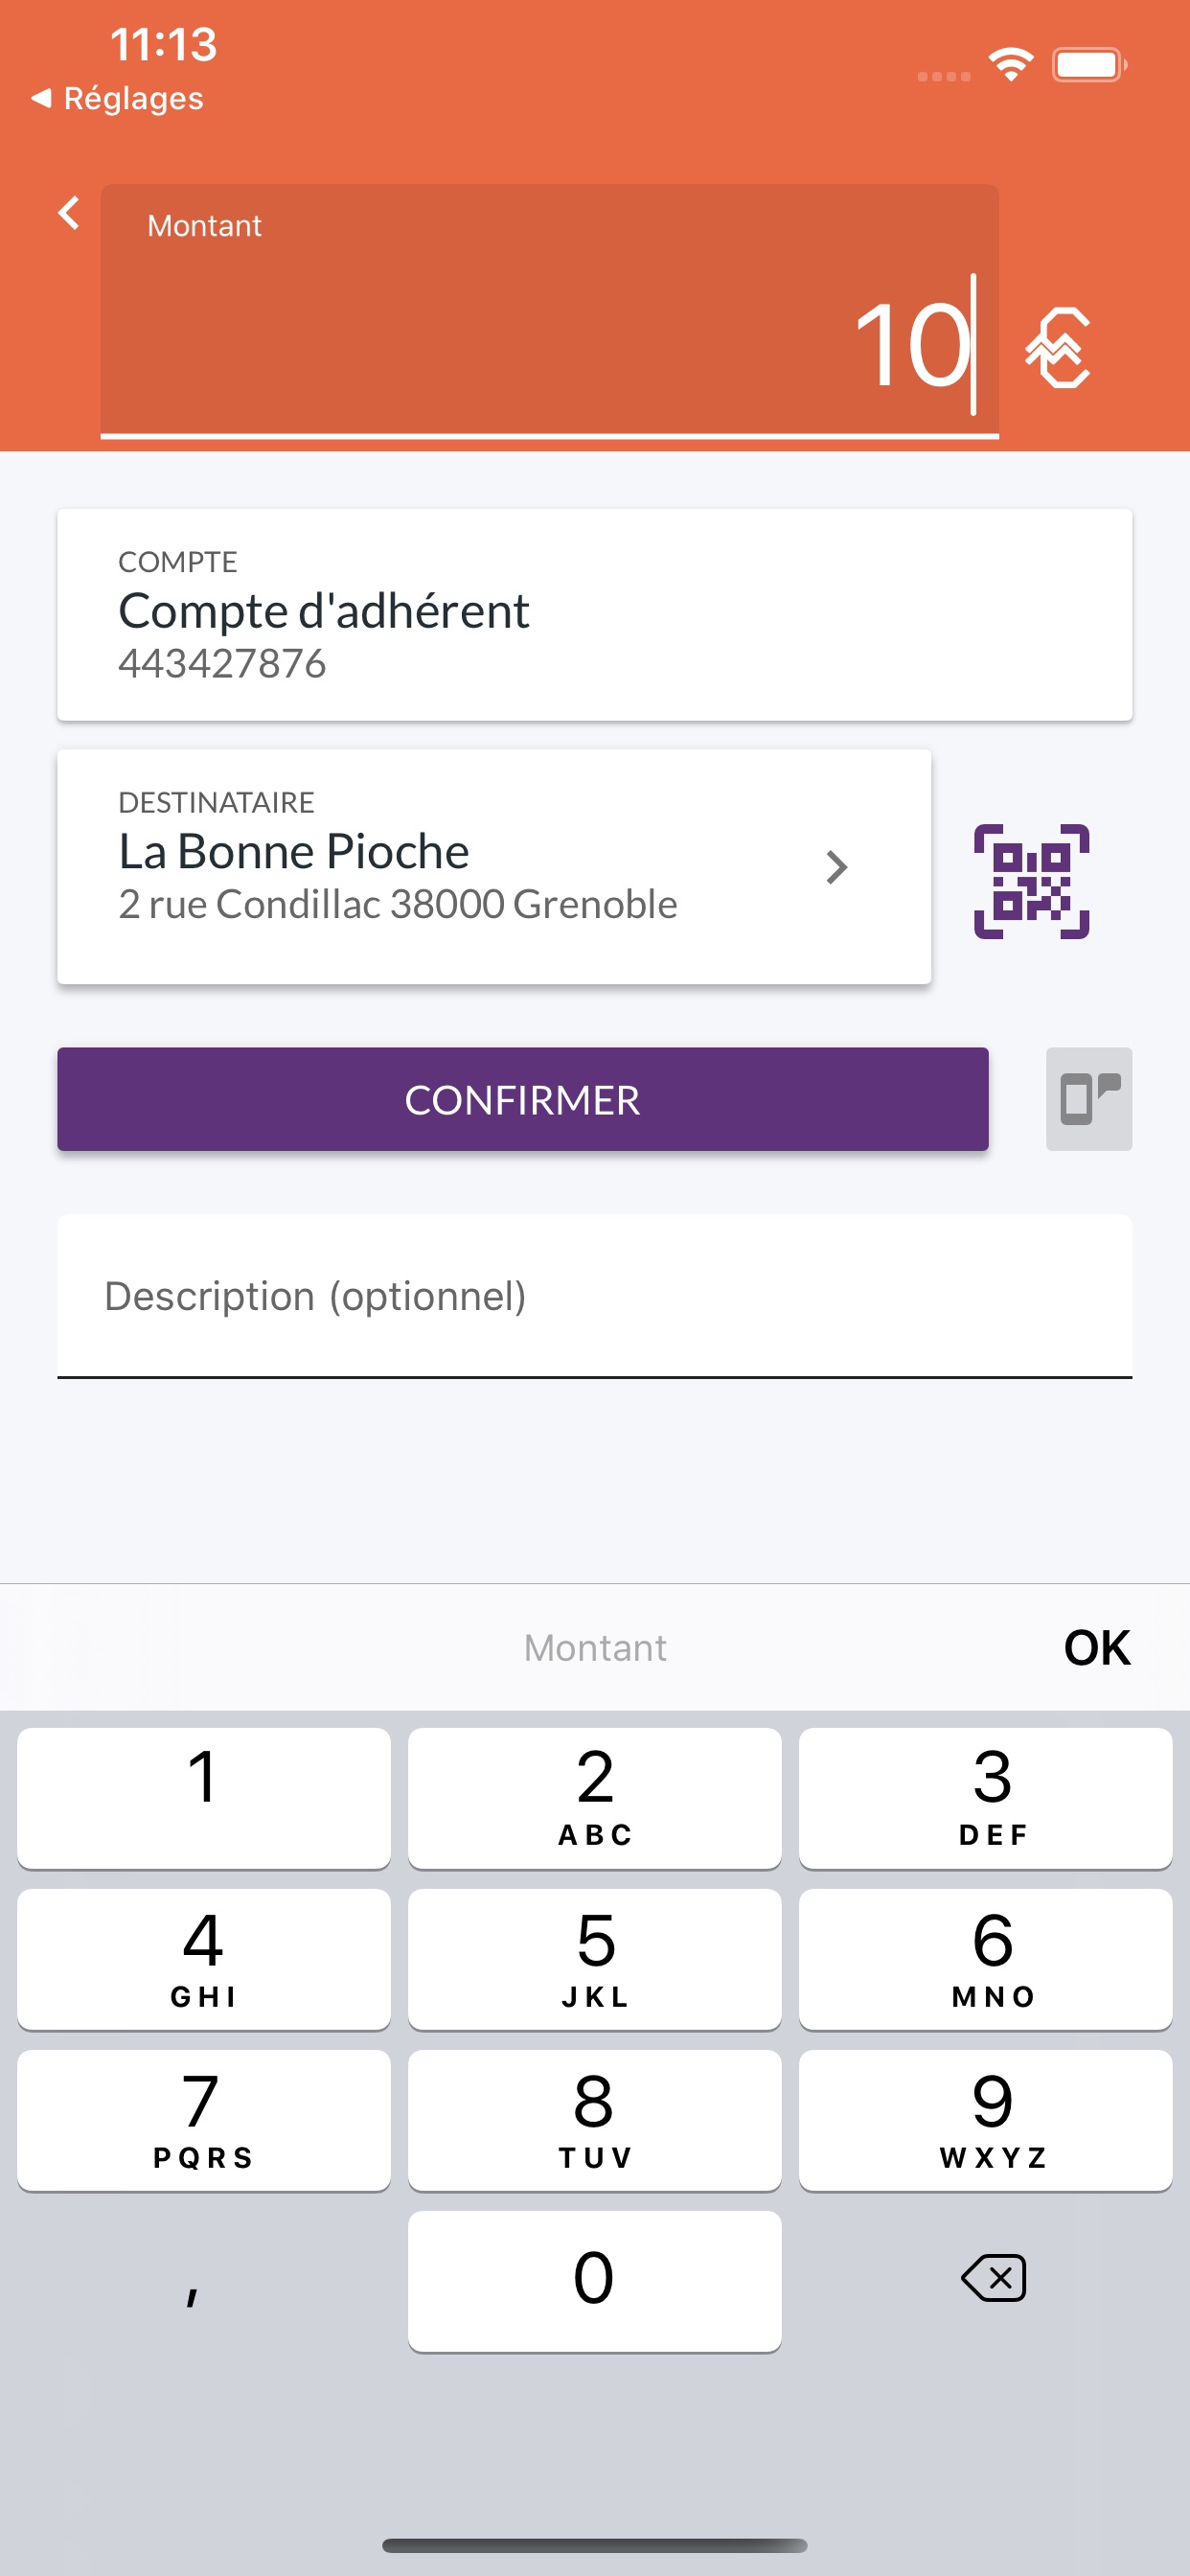 11:13
Réglages
Montant
10
COMPTE
Compte d'adhérent
443427876
DESTINATAIRE
La Bonne Pioche
2 rue Condillac 38000 Grenoble
CONFIRMER
Description (optionnel)
Montant OK
1 2 3
ABC DEF
4 5 6
GHI JKL MNO
7 8 9
PQRS TUV WXYZ
, 0